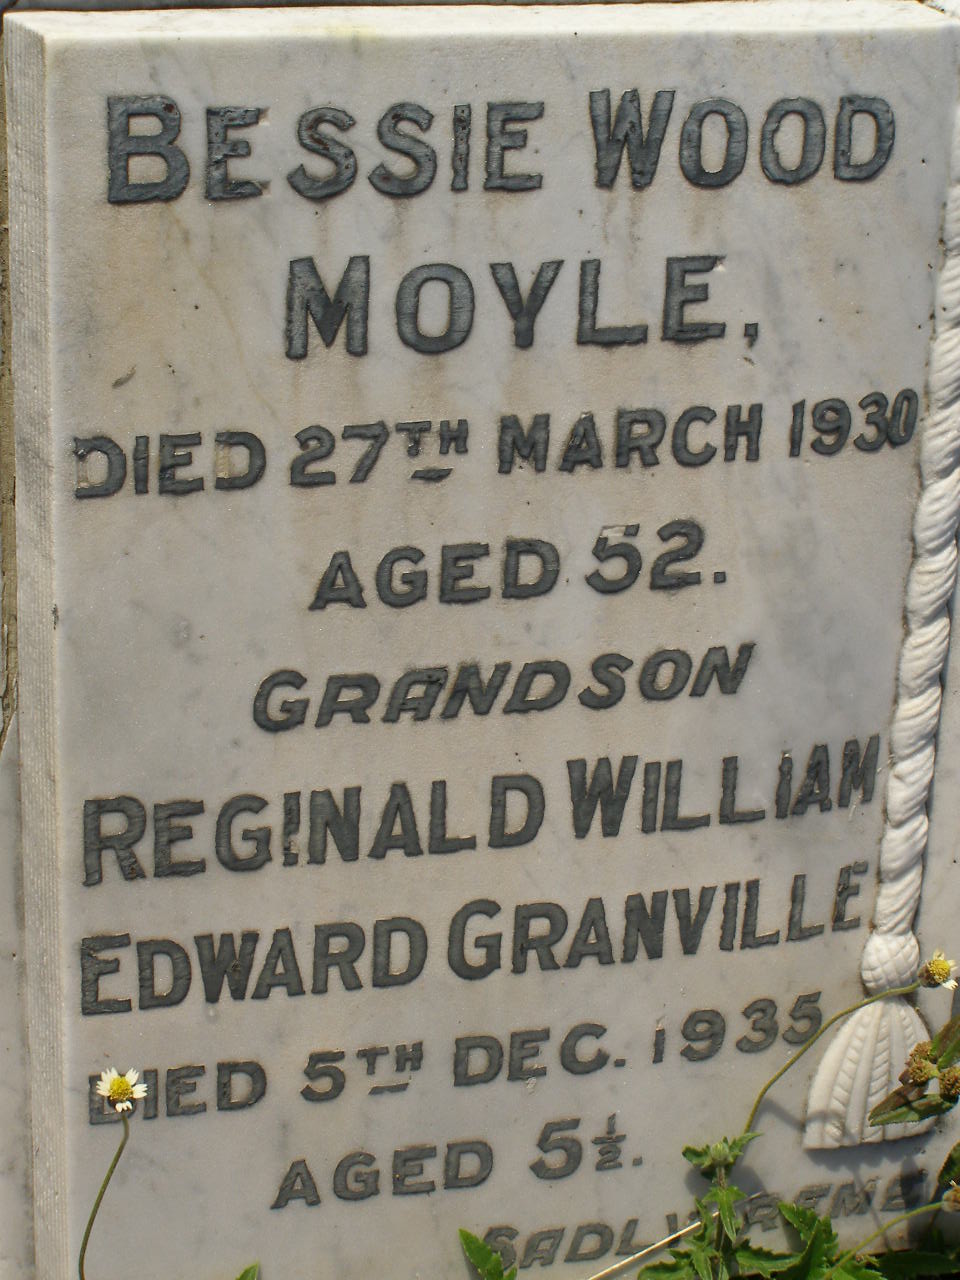 BESSIE WOOD
MOYLE,
DIED 27TH MARCH 1930
AGED 52.
GRANDSON
REGINALD WILLIAM
EDWARD GRANVILLE
DIED 5TH DEC. 1935
AGED 5½.
SADLY